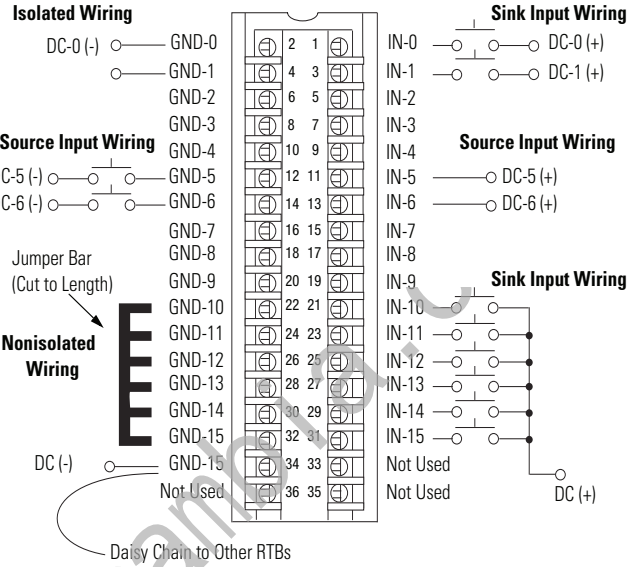 Isolated Wiring Sink Input Wiring
DC-0 (-) GND-0 2 1 IN-0 DC-0 (+)
GND-1 4 3 IN-1 DC-1 (+)
GND-2 6 5 IN-2
GND-3 8 7 IN-3
Source Input Wiring GND-4 10 9 IN-4 Source Input Wiring
C-5 (-) GND-5 12 11 IN-5 DC-5 (+)
C-6 (-) GND-6 14 13 IN-6 DC-6 (+)
GND-7 16 15 IN-7
Jumper Bar GND-8 18 17 IN-8
(Cut to Length) GND-9 20 19 IN-9 Sink Input Wiring
GND-10 22 21 IN-10
Nonisolated GND-11 24 23 IN-11
Wiring GND-12 26 25 IN-12
GND-13 28 27 IN-13
GND-14 30 29 IN-14
GND-15 32 31 IN-15
DC (-) GND-15 34 33 Not Used
Not Used 36 35 Not Used DC (+)
Daisy Chain to Other RTBs